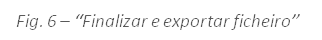 Fig. 6 – “Finalizar e exportar ficheiro”